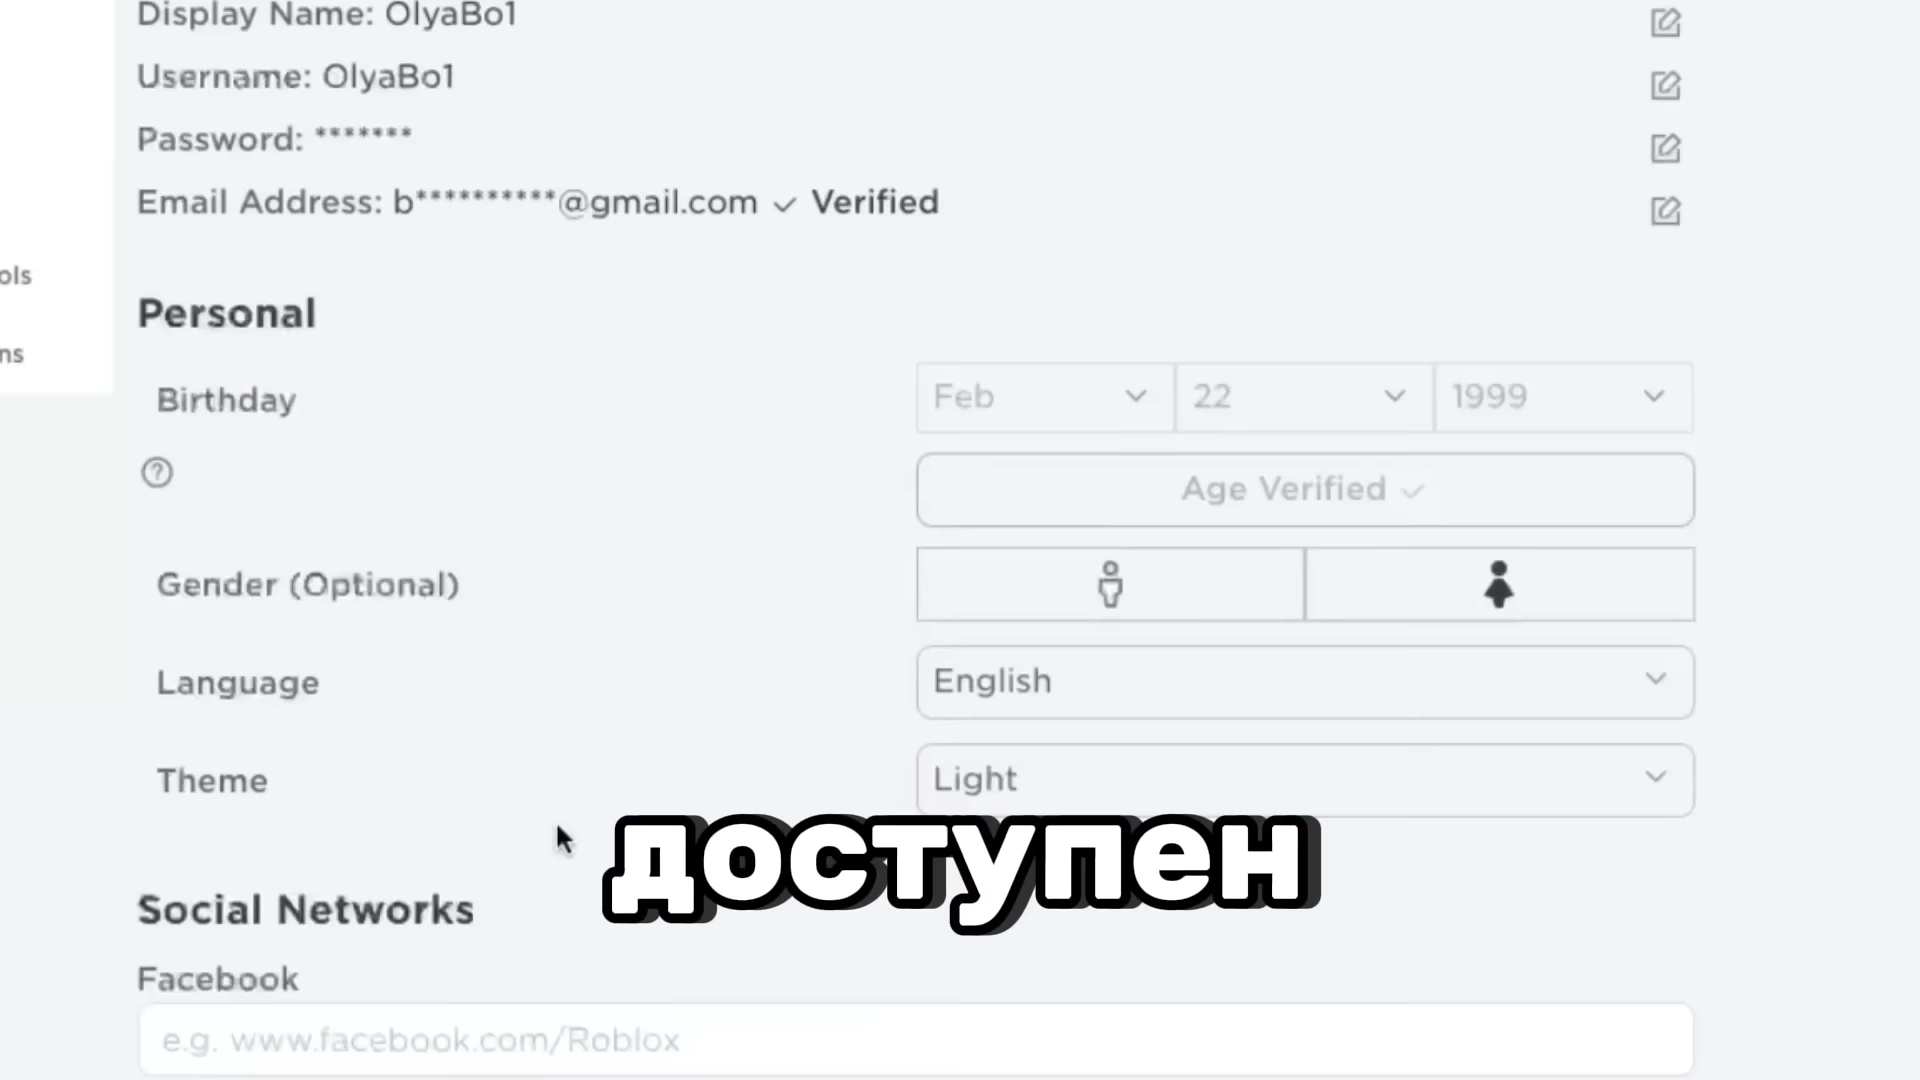 Display Name: OlyaBo1
Username: OlyaBo1
Password: *******
Email Address: b**********@gmail.com ✓ Verified
ols
ns
Personal
Birthday
Feb
22
1999
Age Verified ✓
Gender (Optional)
Language
English
Theme
Light
доступен
Social Networks
Facebook
e.g. www.facebook.com/Roblox